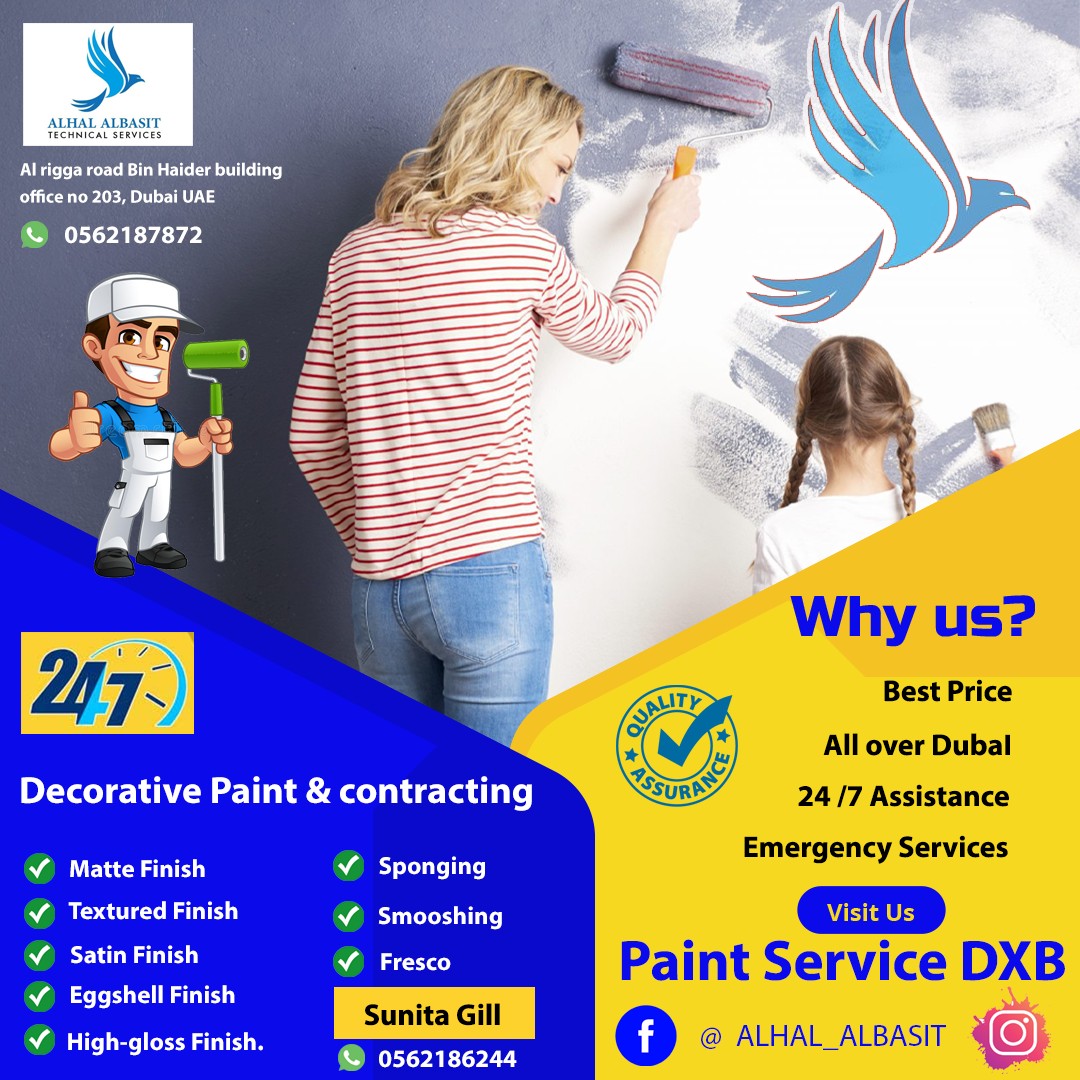 ALHAL ALBASIT
TECHNICAL SERVICES
Al rigga road Bin Haider building
office no 203, Dubai UAE
0562187872
24/7
Decorative Paint & contracting
Matte Finish
Textured Finish
Satin Finish
Eggshell Finish
High-gloss Finish.
Sponging
Smooshing
Fresco
Sunita Gill
0562186244
Why us?
QUALITY
ASSURANCE
Best Price
All over DubaI
24 /7 Assistance
Emergency Services
Visit Us
Paint Service DXB
f
@ ALHAL_ALBASIT